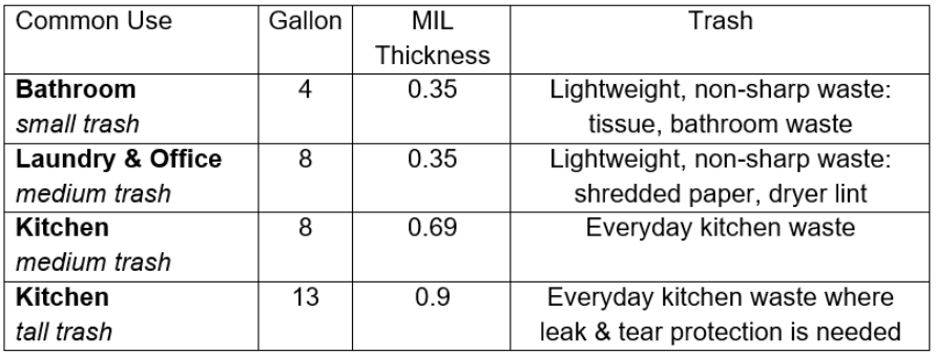 Common Use Gallon MIL Thickness Trash
Bathroom 4 0.35 Lightweight, non-sharp waste:
small trash tissue, bathroom waste
Laundry & Office 8 0.35 Lightweight, non-sharp waste:
medium trash shredded paper, dryer lint
Kitchen 8 0.69 Everyday kitchen waste
medium trash
Kitchen 13 0.9 Everyday kitchen waste where
tall trash leak & tear protection is needed